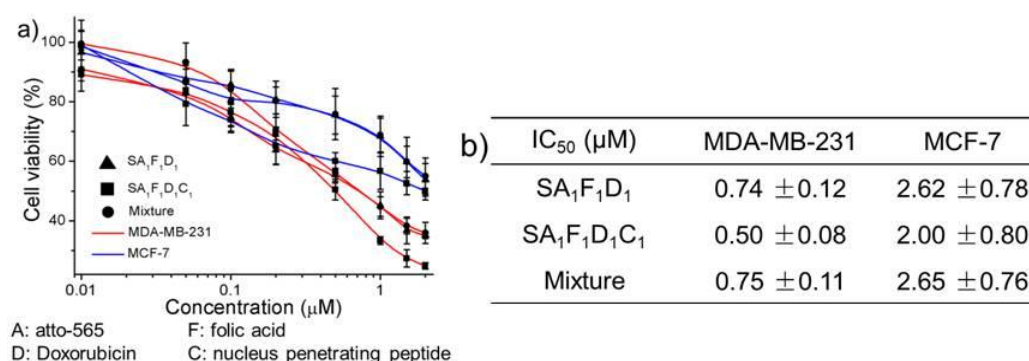 a)
Cell viability (%)
100
80
60
40
SA₁F₁D₁
SA₁F₁D₁C₁
Mixture
MDA-MB-231
MCF-7
0.01 0.1 1
Concentration (μM)
A: atto-565 F: folic acid
D: Doxorubicin C: nucleus penetrating peptide
b)
IC₅₀ (μM) MDA-MB-231 MCF-7
SA₁F₁D₁ 0.74 ±0.12 2.62 ±0.78
SA₁F₁D₁C₁ 0.50 ±0.08 2.00 ±0.80
Mixture 0.75 ±0.11 2.65 ±0.76